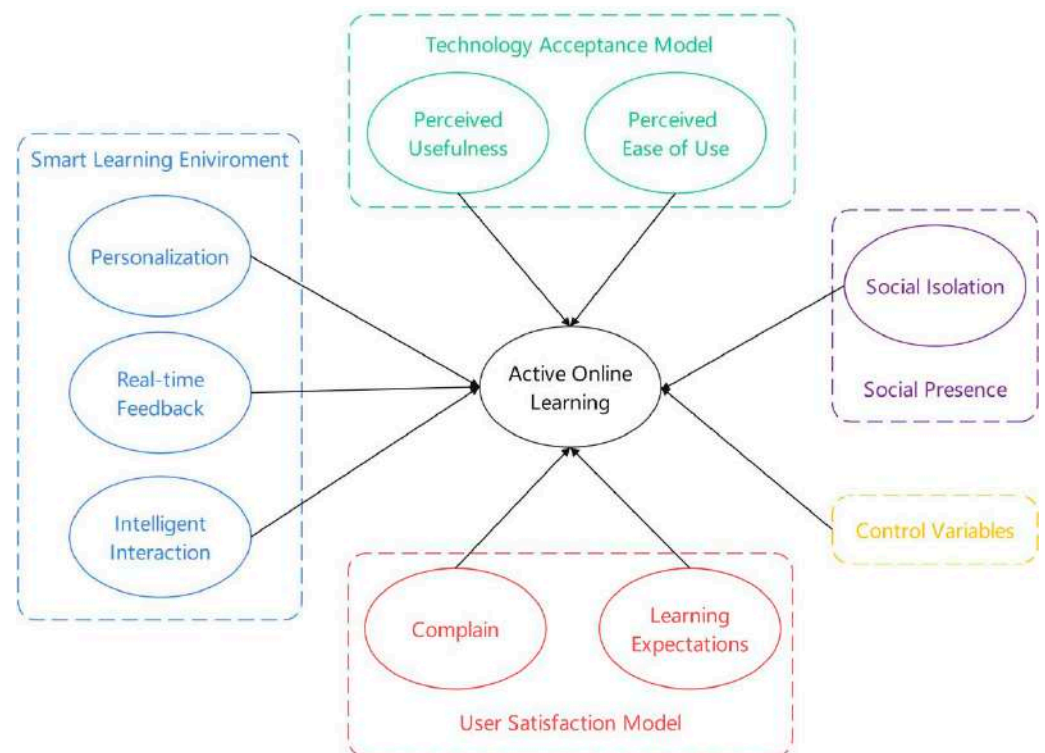 Technology Acceptance Model
Perceived
Usefulness
Perceived
Ease of Use
Smart Learning Eniviroment
Personalization
Real-time
Feedback
Intelligent
Interaction
Active Online
Learning
Social Isolation
Social Presence
Control Variables
Complain
Learning
Expectations
User Satisfaction Model